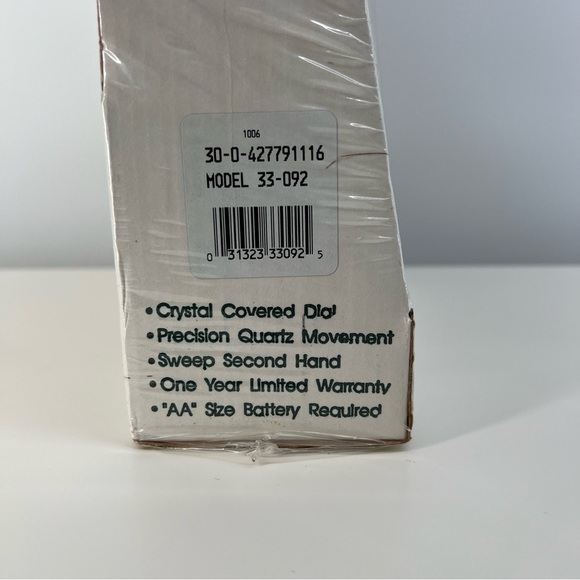 1006
30-0-427791116
MODEL 33-092
0 31323 33092 5
• Crystal Covered Dial
• Precision Quartz Movement
• Sweep Second Hand
• One Year Limited Warranty
• "AA" Size Battery Required